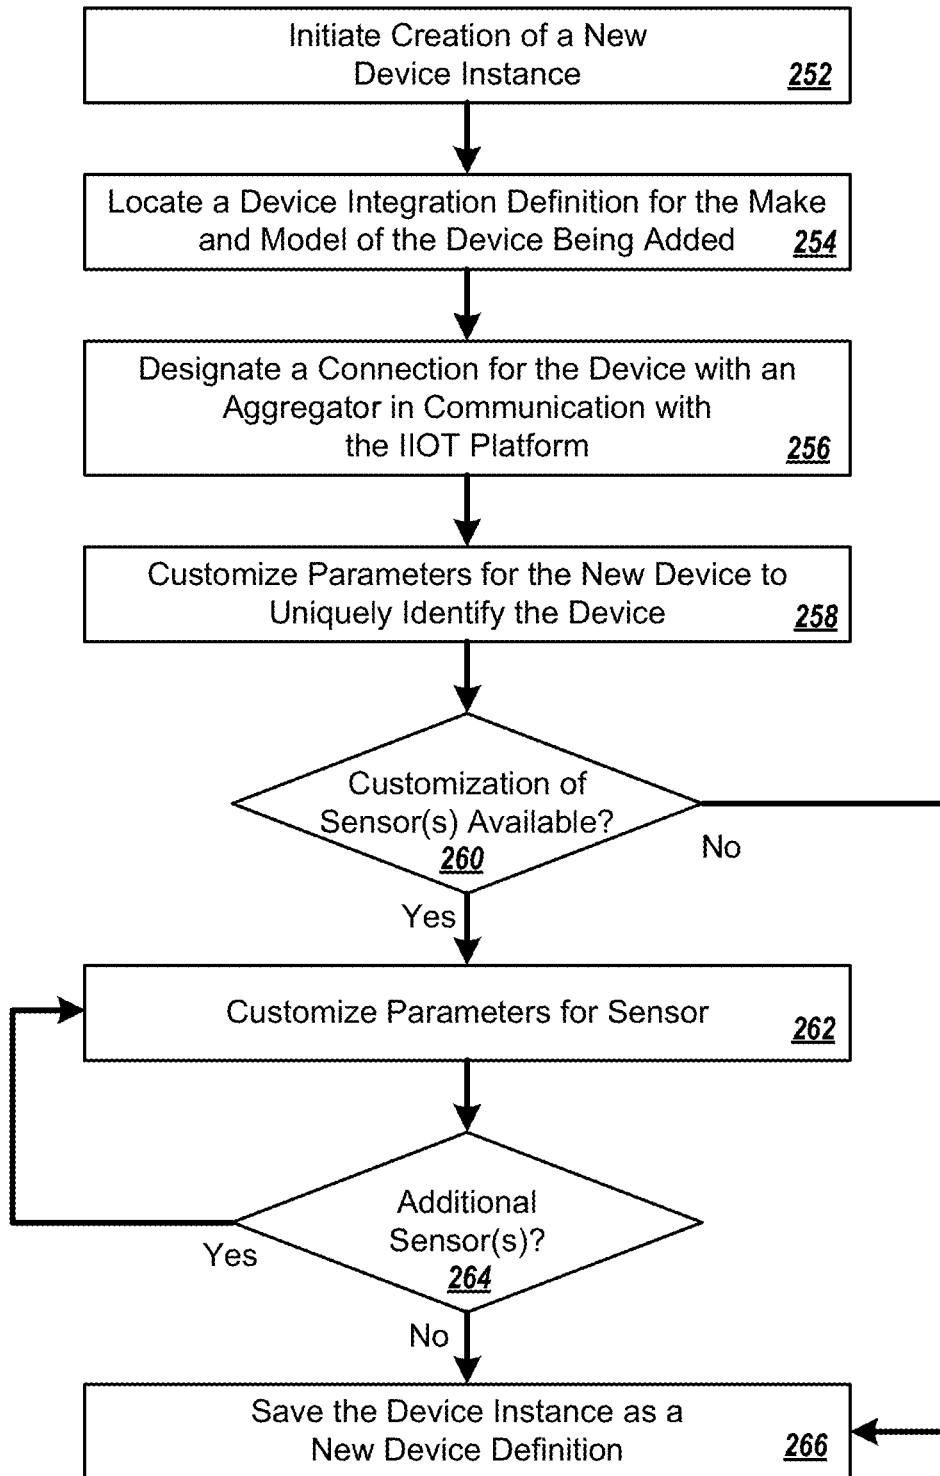 Initiate Creation of a New
Device Instance
252
Locate a Device Integration Definition for the Make
and Model of the Device Being Added
254
Designate a Connection for the Device with an
Aggregator in Communication with
the IIOT Platform
256
Customize Parameters for the New Device to
Uniquely Identify the Device
258
Customization of
Sensor(s) Available?
260
No
Yes
Customize Parameters for Sensor
262
Additional
Sensor(s)?
264
Yes
No
Save the Device Instance as a
New Device Definition
266